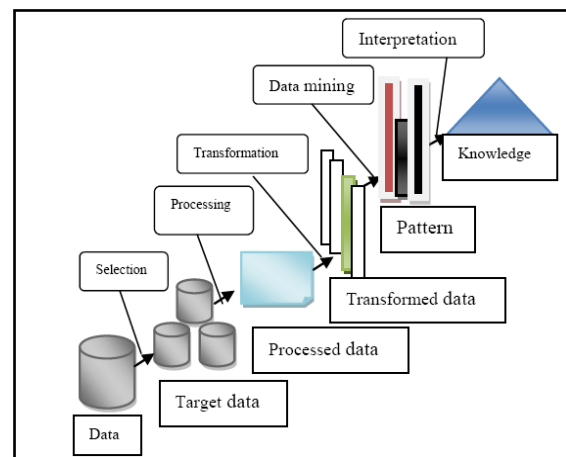 Interpretation
Data mining
Knowledge
Transformation
Processing
Pattern
Selection
Transformed data
Processed data
Target data
Data